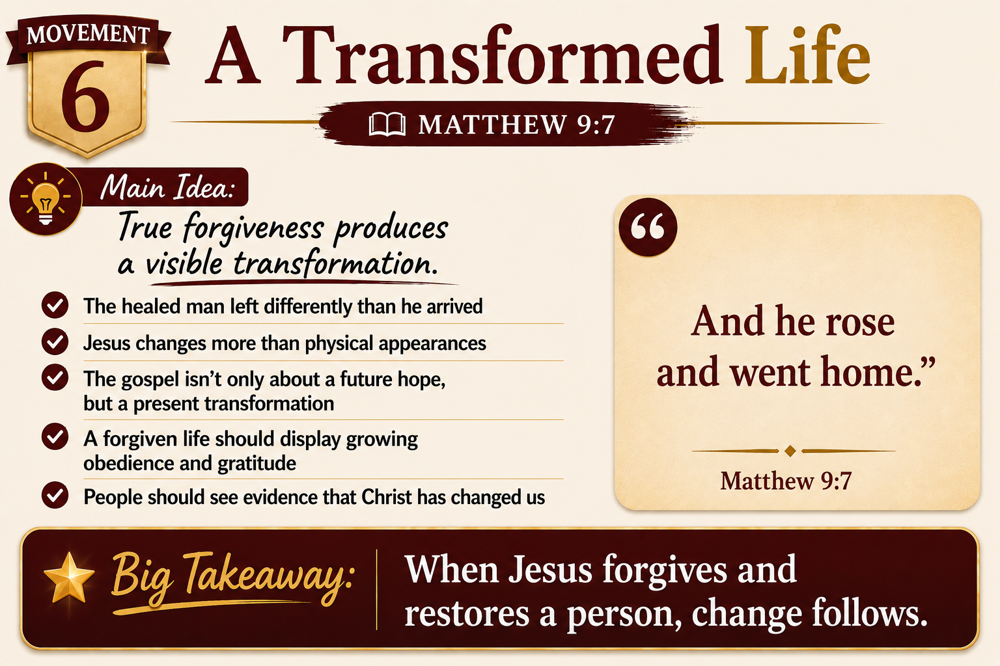 MOVEMENT
6
A Transformed Life
MATTHEW 9:7
Main Idea:
True forgiveness produces
a visible transformation.
The healed man left differently than he arrived
Jesus changes more than physical appearances
The gospel isn’t only about a future hope,
but a present transformation
A forgiven life should display growing
obedience and gratitude
People should see evidence that Christ has changed us
“
And he rose
and went home.”
Matthew 9:7
Big Takeaway:
When Jesus forgives and
restores a person, change follows.